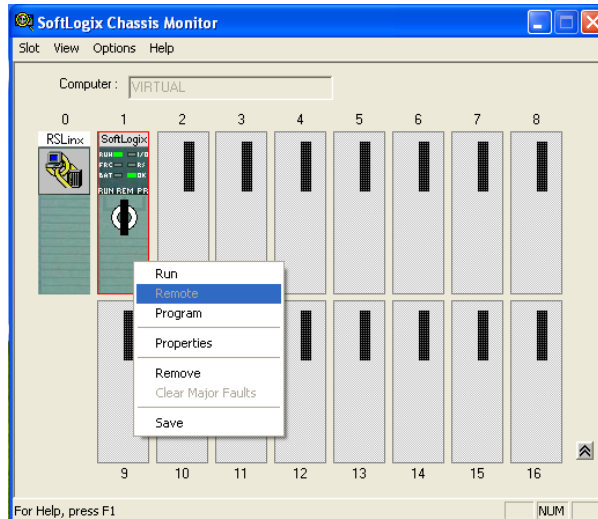 SoftLogix Chassis Monitor
Slot View Options Help
Computer : VIRTUAL
0 1 2 3 4 5 6 7 8
RSLinx SoftLogix
RUN I/O
FRC RS
BAT OK
RUN REM PR
Run
Remote
Program
Properties
Remove
Clear Major Faults
Save
9 10 11 12 13 14 15 16
For Help, press F1 NUM